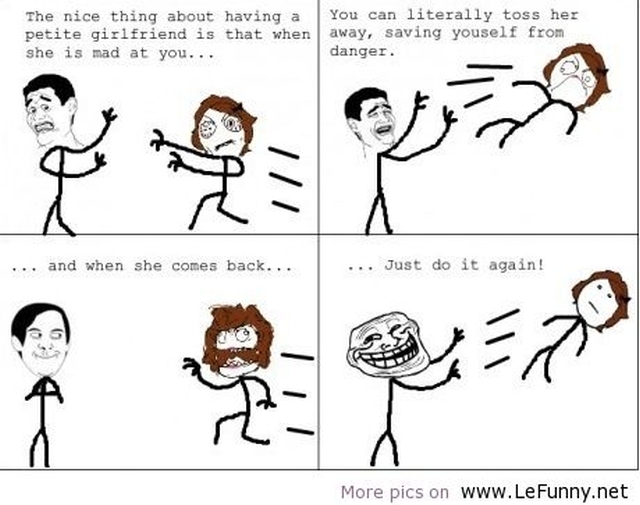 The nice thing about having a
petite girlfriend is that when
she is mad at you...
You can literally toss her
away, saving youself from
danger.
... and when she comes back...
... Just do it again!
More pics on www.LeFunny.net